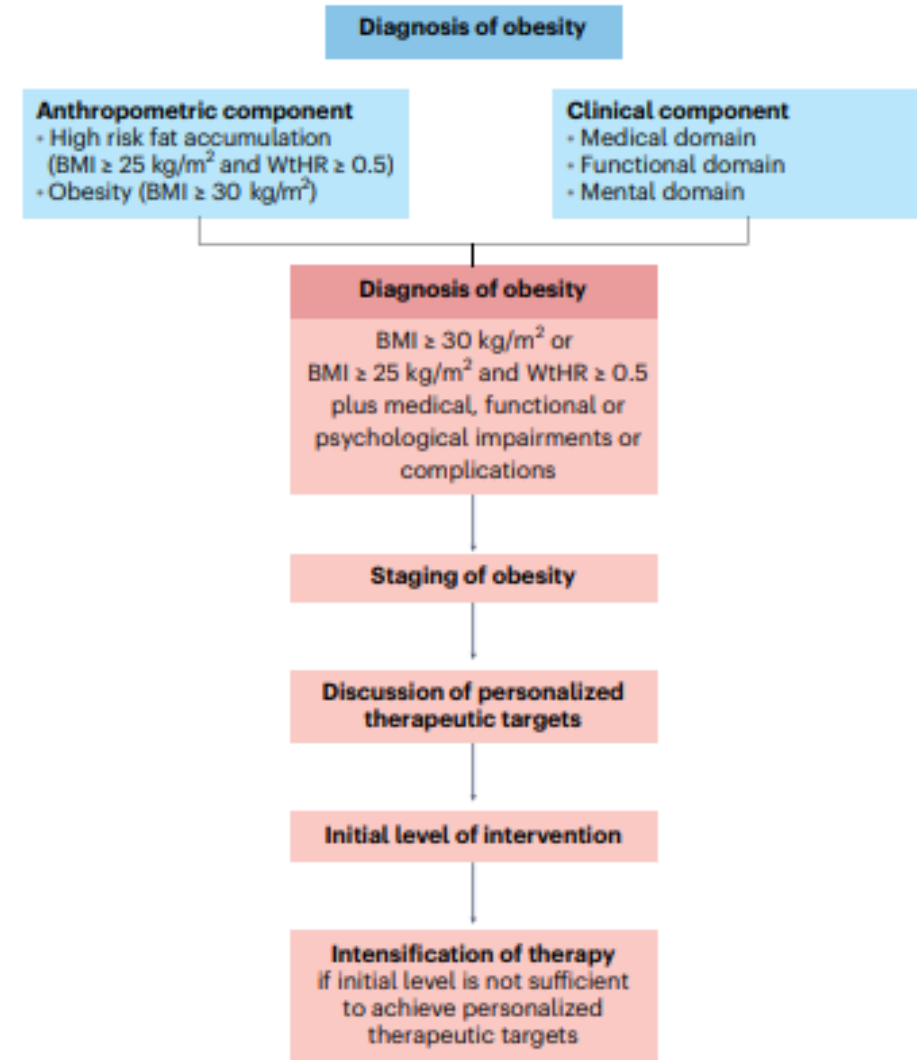 Diagnosis of obesity
Anthropometric component
• High risk fat accumulation
(BMI ≥ 25 kg/m² and WtHR ≥ 0.5)
• Obesity (BMI ≥ 30 kg/m²)
Clinical component
• Medical domain
• Functional domain
• Mental domain
Diagnosis of obesity
BMI ≥ 30 kg/m² or
BMI ≥ 25 kg/m² and WtHR ≥ 0.5
plus medical, functional or
psychological impairments or
complications
Staging of obesity
Discussion of personalized
therapeutic targets
Initial level of intervention
Intensification of therapy
if initial level is not sufficient
to achieve personalized
therapeutic targets